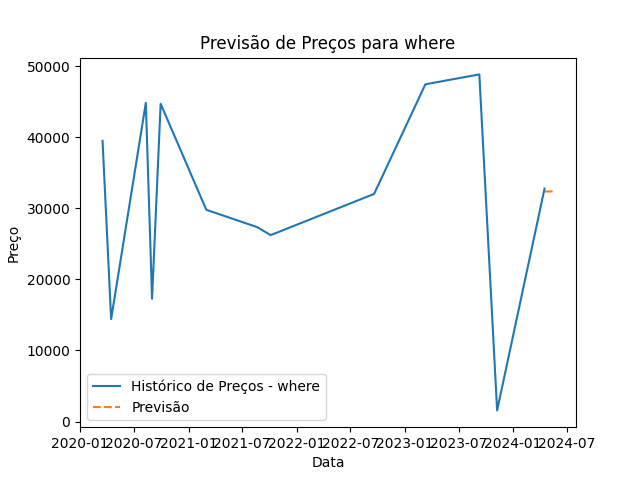 Previsão de Preços para where
Preço
50000
40000
30000
20000
10000
0
Histórico de Preços - where
Previsão
2020-01 2020-07 2021-01 2021-07 2022-01 2022-07 2023-01 2023-07 2024-01 2024-07
Data